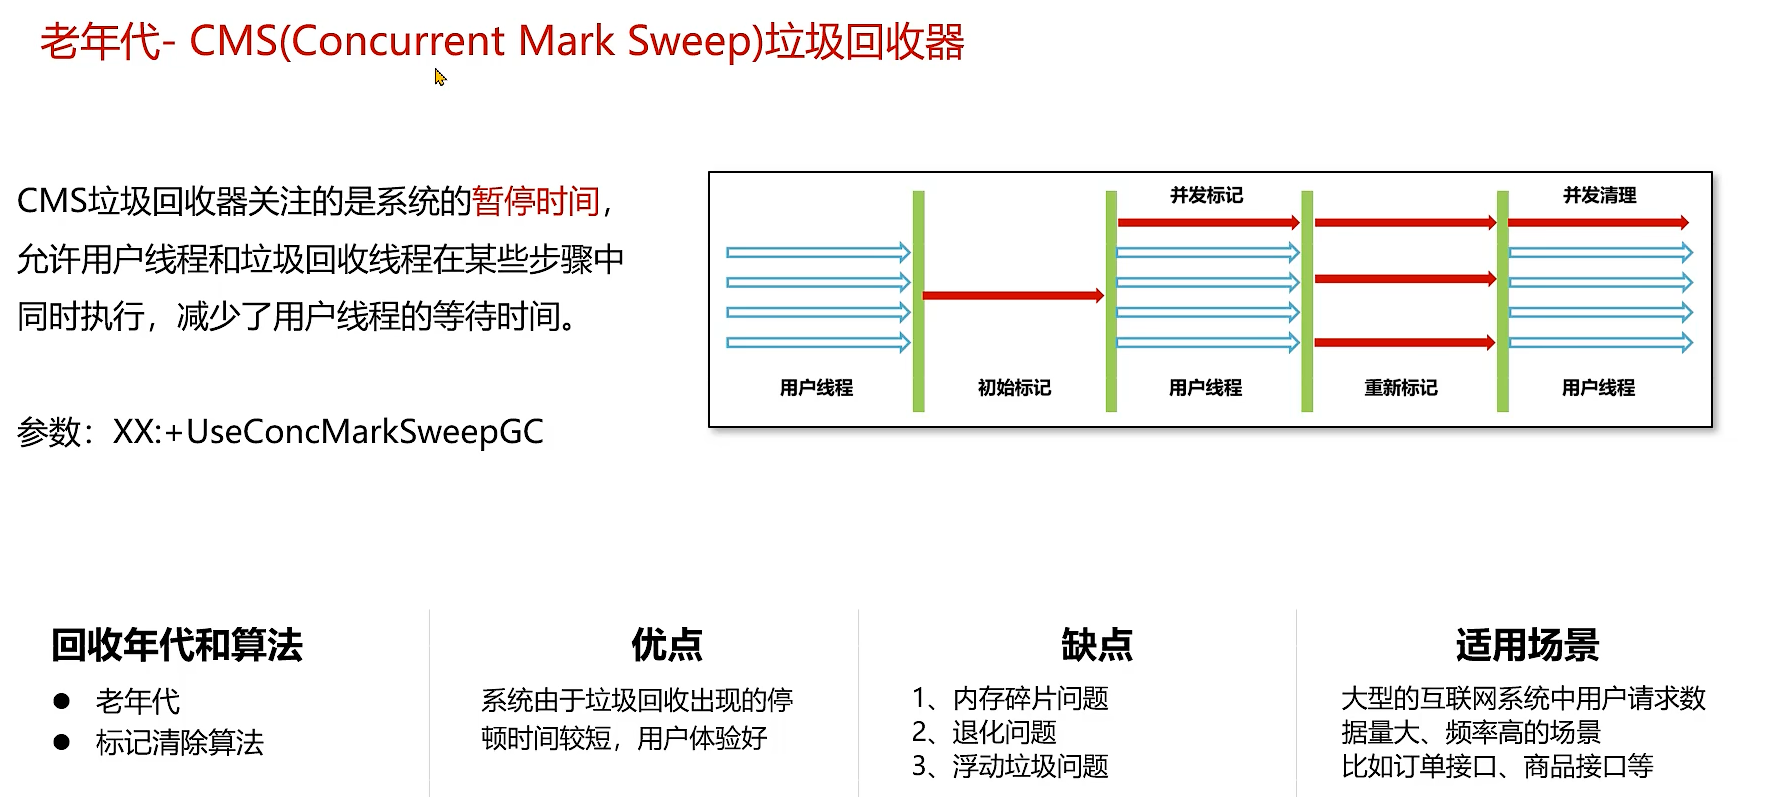 老年代- CMS(Concurrent Mark Sweep)垃圾回收器
CMS垃圾回收器关注的是系统的暂停时间，
允许用户线程和垃圾回收线程在某些步骤中
同时执行，减少了用户线程的等待时间。
参数：XX:+UseConcMarkSweepGC
并发标记
并发清理
用户线程
初始标记
用户线程
重新标记
用户线程
回收年代和算法
● 老年代
● 标记清除算法
优点
系统由于垃圾回收出现的停
顿时间较短，用户体验好
缺点
1、内存碎片问题
2、退化问题
3、浮动垃圾问题
适用场景
大型的互联网系统中用户请求数
据量大、频率高的场景
比如订单接口、商品接口等